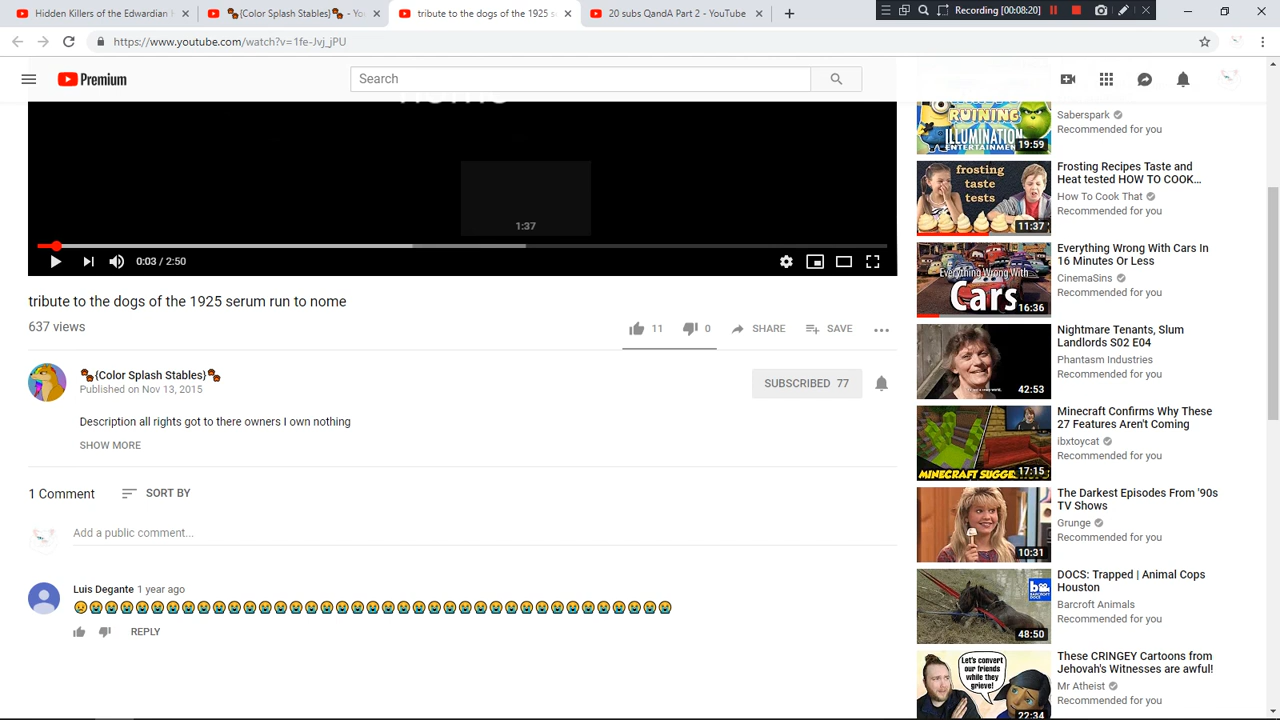 Hidden Killers of the Edwardian
{Color Splash Stables} - Y
tribute to the dogs of the 1925 se
2018 by QandA Part 2 - YouTube
Recording [00:08:20]
https://www.youtube.com/watch?v=1fe-Jvj_jPU
Premium
Search
1:37
0:03 / 2:50
tribute to the dogs of the 1925 serum run to nome
637 views
11
0
SHARE
SAVE
{Color Splash Stables}
Published on Nov 13, 2015
SUBSCRIBED 77
Description all rights got to there owners I own nothing
SHOW MORE
1 Comment
SORT BY
Add a public comment...
Luis Degante 1 year ago
REPLY
RUINING
ILLUMINATION
ENTERTAINMENT
19:59
Saberspark
Recommended for you
frosting
taste
tests
11:37
Frosting Recipes Taste and
Heat tested HOW TO COOK...
How To Cook That
Recommended for you
Everything Wrong With
Cars
16:36
Everything Wrong With Cars In
16 Minutes Or Less
CinemaSins
Recommended for you
42:53
Nightmare Tenants, Slum
Landlords S02 E04
Phantasm Industries
Recommended for you
MINECRAFT SUGGE
17:15
Minecraft Confirms Why These
27 Features Aren't Coming
ibxtoycat
Recommended for you
10:31
The Darkest Episodes From '90s
TV Shows
Grunge
Recommended for you
48:50
DOCS: Trapped | Animal Cops
Houston
Barcroft Animals
Recommended for you
Let's convert
our friends
while they
grieve!
22:34
These CRINGEY Cartoons from
Jehovah's Witnesses are awful!
Mr Atheist
Recommended for you